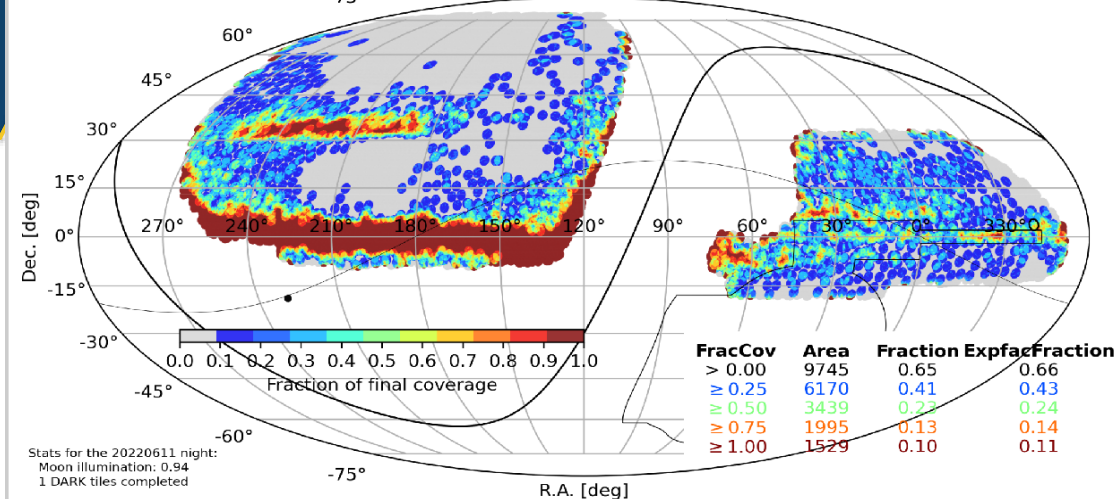 75°
60°
45°
30°
15°
0°
-15°
-30°
-45°
-60°
-75°
Dec. [deg]
270° 240° 210° 180° 150° 120° 90° 60° 30° 0° 330°
0.0 0.1 0.2 0.3 0.4 0.5 0.6 0.7 0.8 0.9 1.0
Fraction of final coverage
FracCov Area Fraction ExpfacFraction
> 0.00 9745 0.65 0.66
≥ 0.25 6170 0.41 0.43
≥ 0.50 3439 0.23 0.24
≥ 0.75 1995 0.13 0.14
≥ 1.00 1529 0.10 0.11
Stats for the 20220611 night:
Moon illumination: 0.94
1 DARK tiles completed
R.A. [deg]